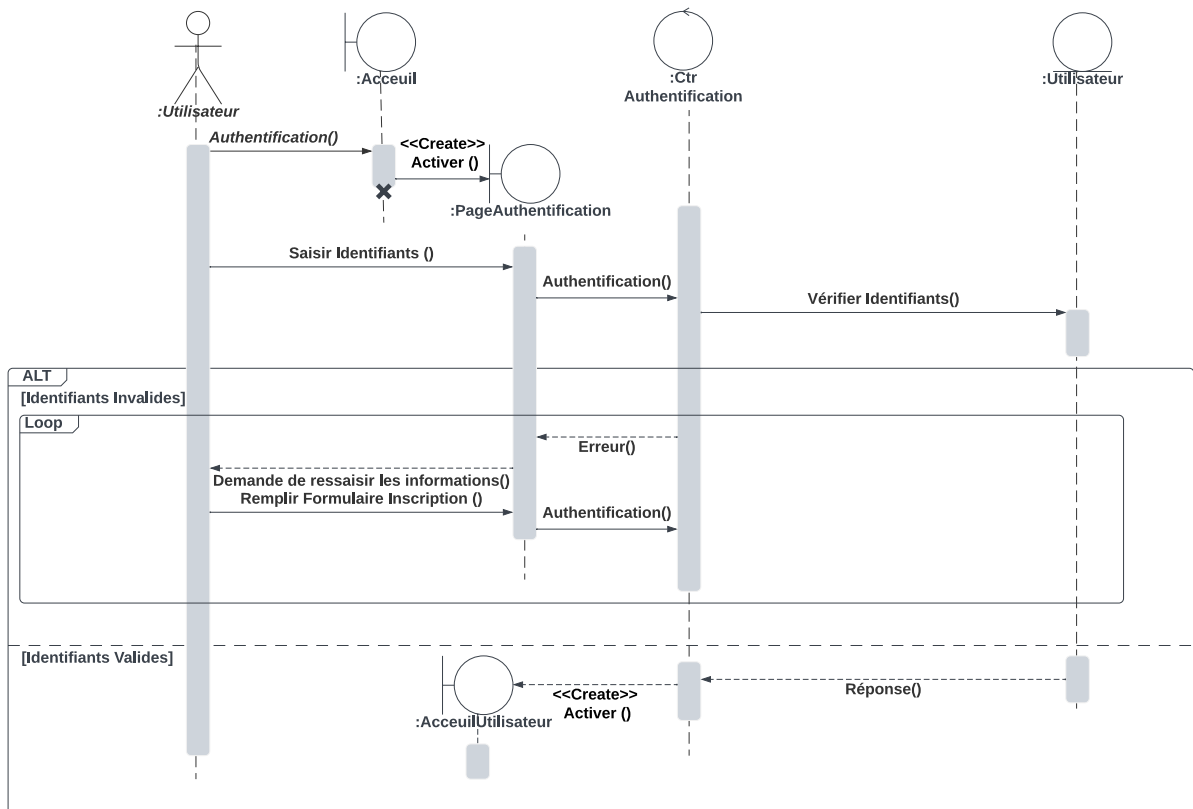 :Utilisateur
:Acceuil
:Ctr
Authentification
:Utilisateur
Authentification()
<<Create>>
Activer ()
:PageAuthentification
Saisir Identifiants ()
Authentification()
Vérifier Identifiants()
ALT
[Identifiants Invalides]
Loop
Erreur()
Demande de ressaisir les informations()
Remplir Formulaire Inscription ()
Authentification()
[Identifiants Valides]
:AcceuilUtilisateur
<<Create>>
Activer ()
Réponse()